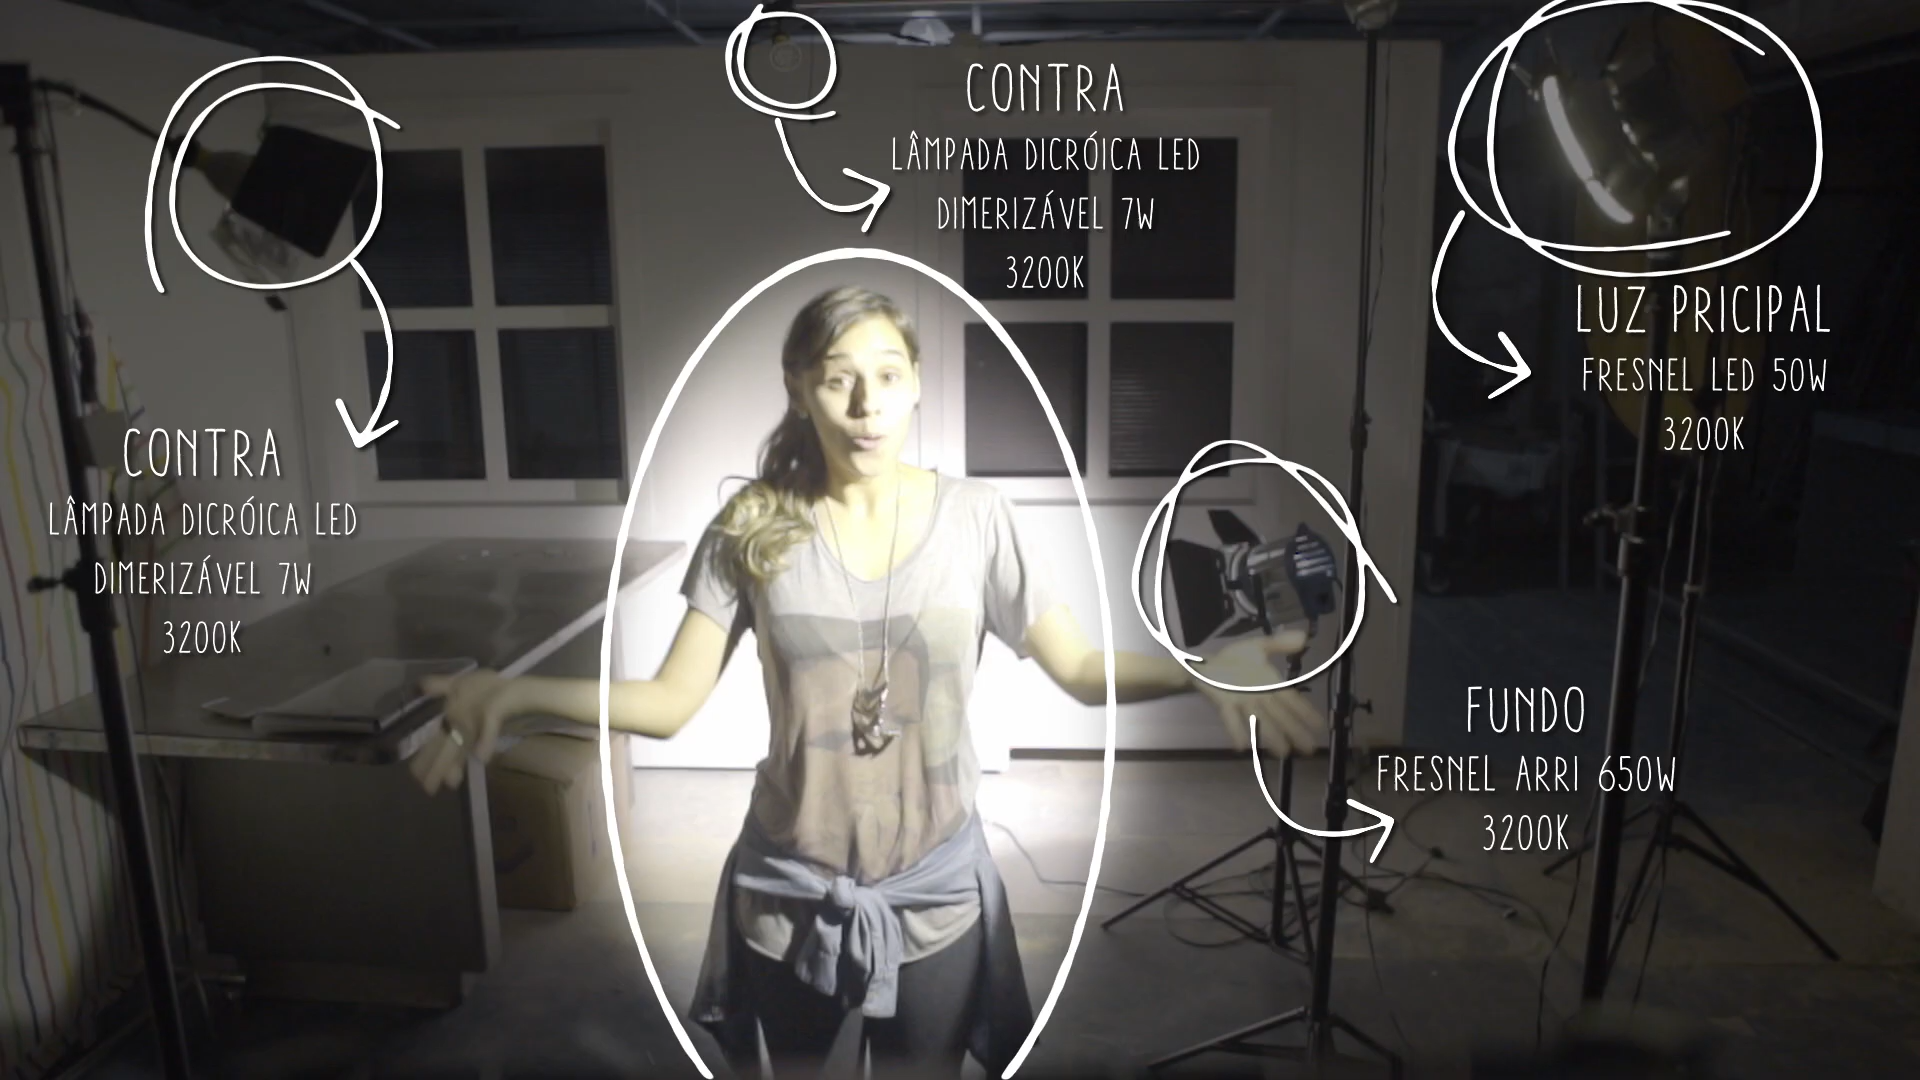 CONTRA
LÂMPADA DICRÓICA LED
DIMERIZÁVEL 7W
3200K
LUZ PRICIPAL
FRESNEL LED 50W
3200K
CONTRA
LÂMPADA DICRÓICA LED
DIMERIZÁVEL 7W
3200K
FUNDO
FRESNEL ARRI 650W
3200K